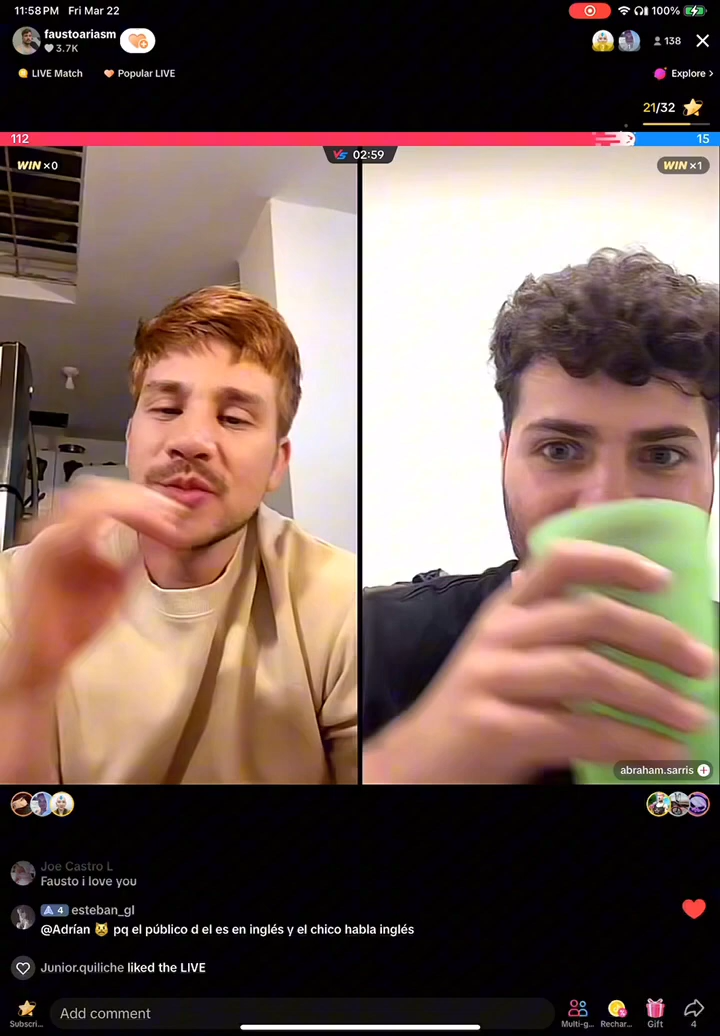 11:58 PM Fri Mar 22
100%
faustoariasm
3.7K
138
LIVE Match
Popular LIVE
Explore
21/32
112
15
WIN ×0
VS 02:59
WIN ×1
abraham.sarris
Joe Castro L
Fausto i love you
4 esteban_gl
@Adrían 😾 pq el público d el es en inglés y el chico habla inglés
Junior.quiliche liked the LIVE
Add comment
Subscri...
Multi-g...
Rechar...
Gift
4